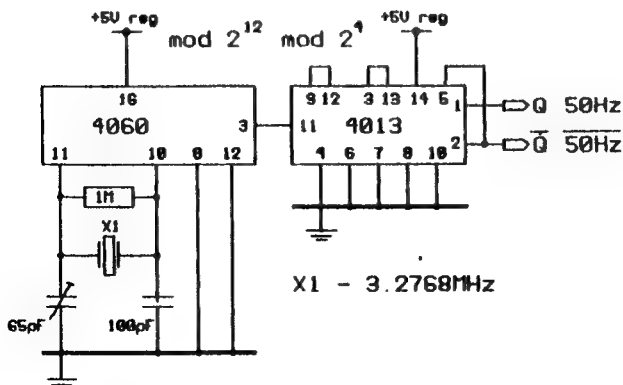 +5V reg
+5V reg
mod 2¹² mod 2⁴
16
4060
3
11 10 8 12
9 12 3 13 14 5
11 4013
1
2
4 6 7 8 10
Q 50Hz
Q̅ 5̅0̅H̅z̅
1M
X1
65pF
100pF
X1 - 3.2768MHz